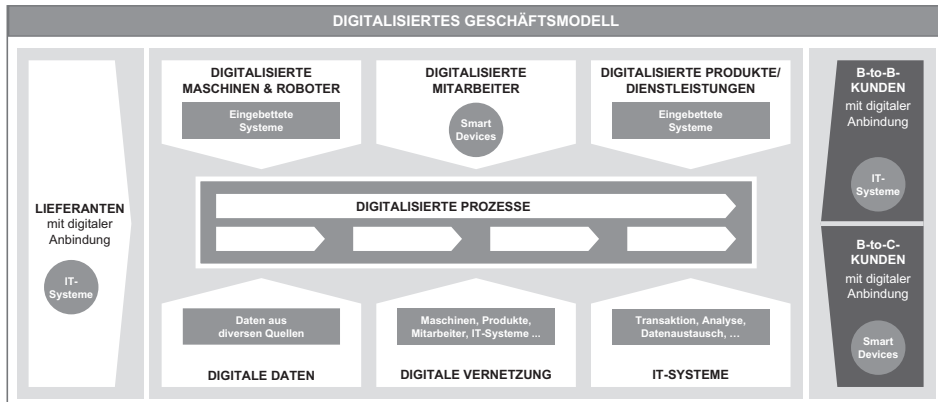 DIGITALISIERTES GESCHÄFTSMODELL
LIEFERANTEN
mit digitaler
Anbindung
IT-
Systeme
DIGITALISIERTE
MASCHINEN & ROBOTER
Eingebettete
Systeme
DIGITALISIERTE
MITARBEITER
Smart
Devices
DIGITALISIERTE PRODUKTE/
DIENSTLEISTUNGEN
Eingebettete
Systeme
DIGITALISIERTE PROZESSE
Daten aus
diversen Quellen
DIGITALE DATEN
Maschinen, Produkte,
Mitarbeiter, IT-Systeme ...
DIGITALE VERNETZUNG
Transaktion, Analyse,
Datenaustausch, …
IT-SYSTEME
B-to-B-
KUNDEN
mit digitaler
Anbindung
IT-
Systeme
B-to-C-
KUNDEN
mit digitaler
Anbindung
Smart
Devices